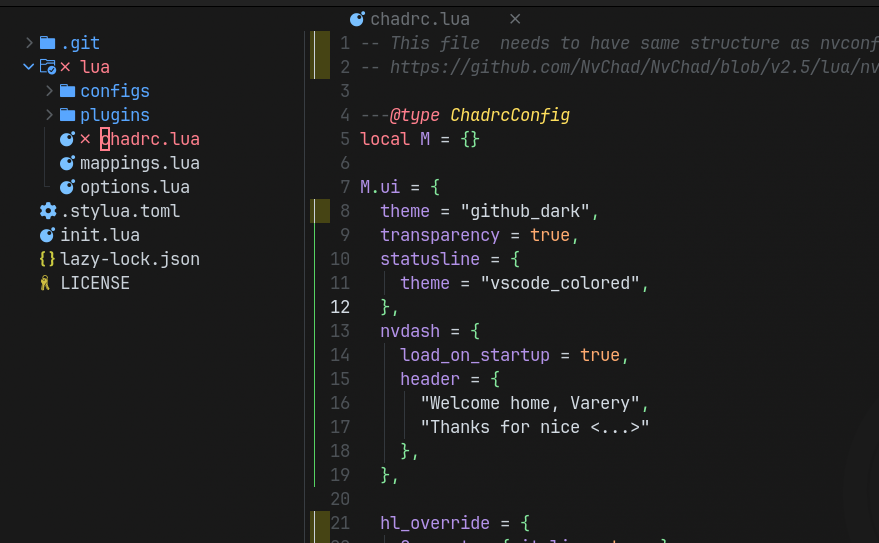 chadrc.lua
.git
lua
configs
plugins
chadrc.lua
mappings.lua
options.lua
.stylua.toml
init.lua
lazy-lock.json
LICENSE
1 -- This file  needs to have same structure as nvconf
2 -- https://github.com/NvChad/NvChad/blob/v2.5/lua/nv
3
4 ---@type ChadrcConfig
5 local M = {}
6
7 M.ui = {
8   theme = "github_dark",
9   transparency = true,
10   statusline = {
11     theme = "vscode_colored",
12   },
13   nvdash = {
14     load_on_startup = true,
15     header = {
16       "Welcome home, Varery",
17       "Thanks for nice <...>"
18     },
19   },
20
21   hl_override = {